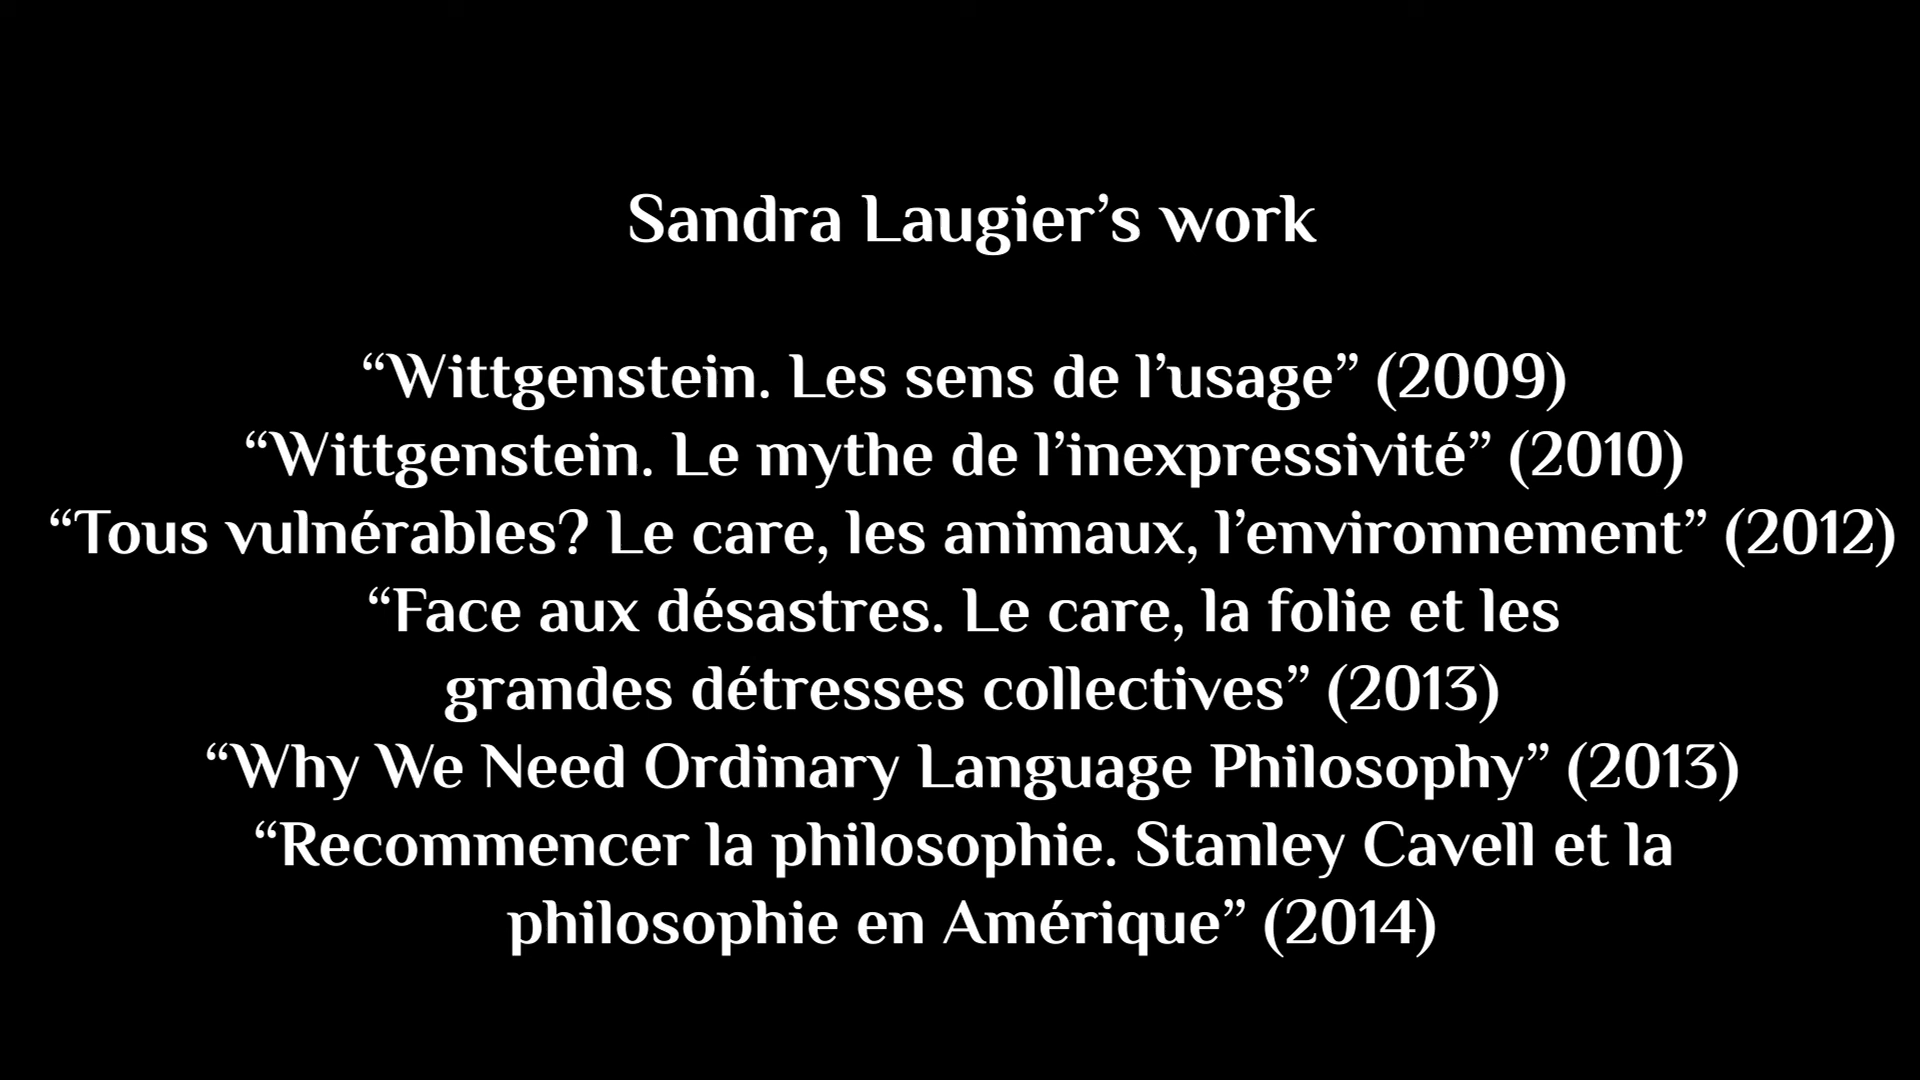 Sandra Laugier’s work
“Wittgenstein. Les sens de l’usage” (2009)
“Wittgenstein. Le mythe de l’inexpressivité” (2010)
“Tous vulnérables? Le care, les animaux, l’environnement” (2012)
“Face aux désastres. Le care, la folie et les
grandes détresses collectives” (2013)
“Why We Need Ordinary Language Philosophy” (2013)
“Recommencer la philosophie. Stanley Cavell et la
philosophie en Amérique” (2014)